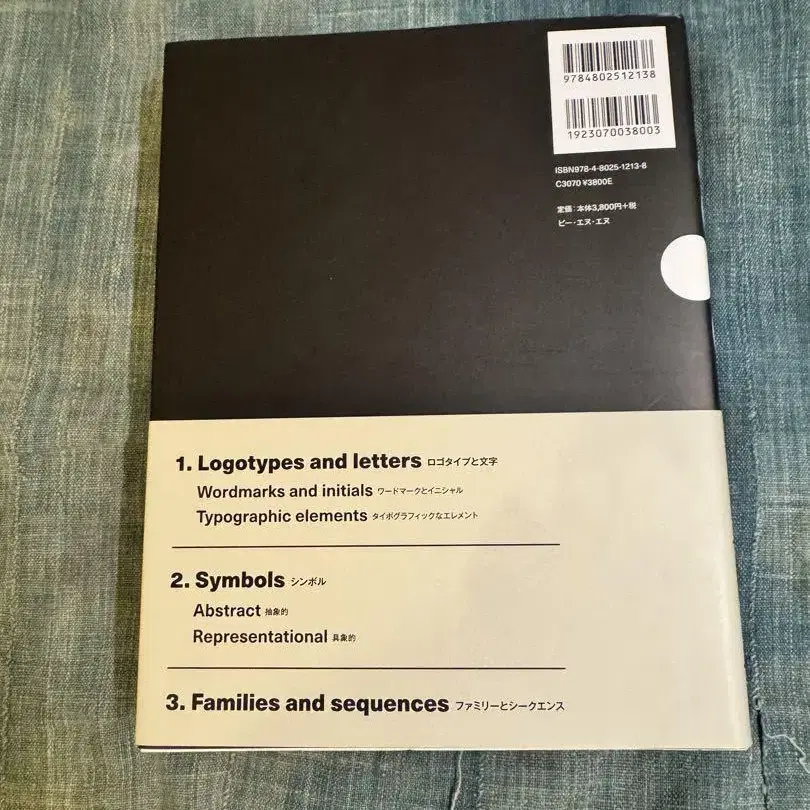 9784802512138
1923070038003
ISBN978-4-8025-1213-8
C3070 ¥3800E
定価:本体3,800円+税
ビー・エヌ・エヌ
1. Logotypes and letters ロゴタイプと文字
Wordmarks and initials ワードマークとイニシャル
Typographic elements タイポグラフィックなエレメント
2. Symbols シンボル
Abstract 抽象的
Representational 具象的
3. Families and sequences ファミリーとシークエンス